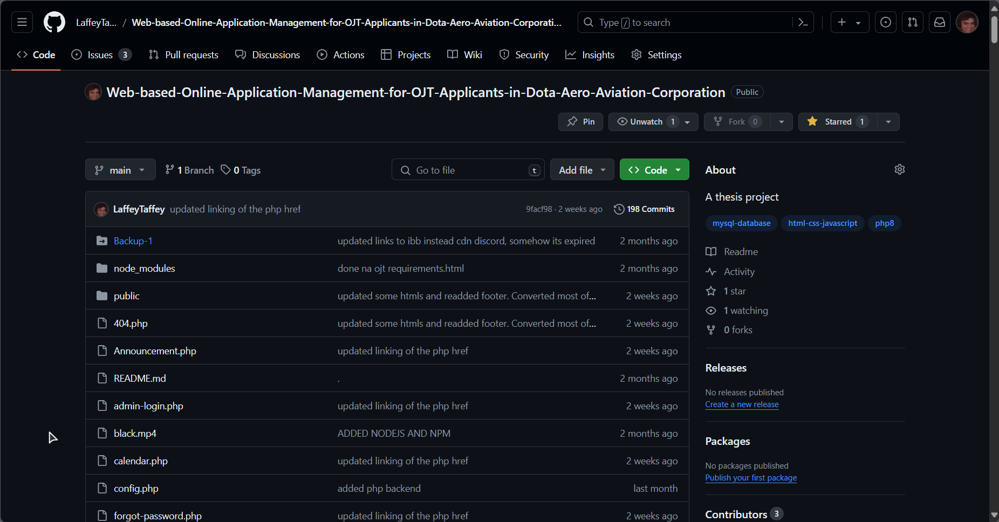 LaffeyTa... / Web-based-Online-Application-Management-for-OJT-Applicants-in-Dota-Aero-Aviation-Corporati... Type / to search
Code Issues 3 Pull requests Discussions Actions Projects Wiki Security Insights Settings
Web-based-Online-Application-Management-for-OJT-Applicants-in-Dota-Aero-Aviation-Corporation Public
Pin Unwatch 1 Fork 0 Starred 1
main 1 Branch 0 Tags Go to file t Add file Code
LaffeyTaffey updated linking of the php href 9facf98 · 2 weeks ago 198 Commits
Backup-1 updated links to ibb instead cdn discord, somehow its expired 2 months ago
node_modules done na ojt requirements.html 2 months ago
public updated some htmls and readded footer. Converted most of... 2 weeks ago
404.php updated some htmls and readded footer. Converted most of... 2 weeks ago
Announcement.php updated linking of the php href 2 weeks ago
README.md . 2 months ago
admin-login.php updated linking of the php href 2 weeks ago
black.mp4 ADDED NODEJS AND NPM 2 months ago
calendar.php updated linking of the php href 2 weeks ago
config.php added php backend last month
forgot-password.php updated linking of the php href 2 weeks ago
About
A thesis project
mysql-database html-css-javascript php8
Readme
Activity
1 star
1 watching
0 forks
Releases
No releases published
Create a new release
Packages
No packages published
Publish your first package
Contributors 3